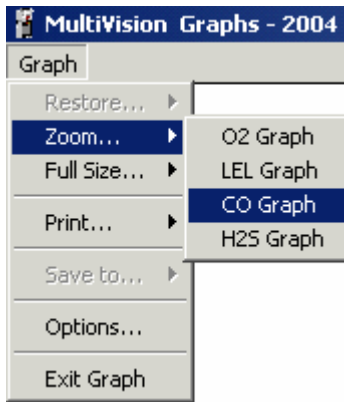 MultiVision Graphs - 2004
Graph
Restore...
Zoom...
Full Size...
Print...
Save to...
Options...
Exit Graph
O2 Graph
LEL Graph
CO Graph
H2S Graph